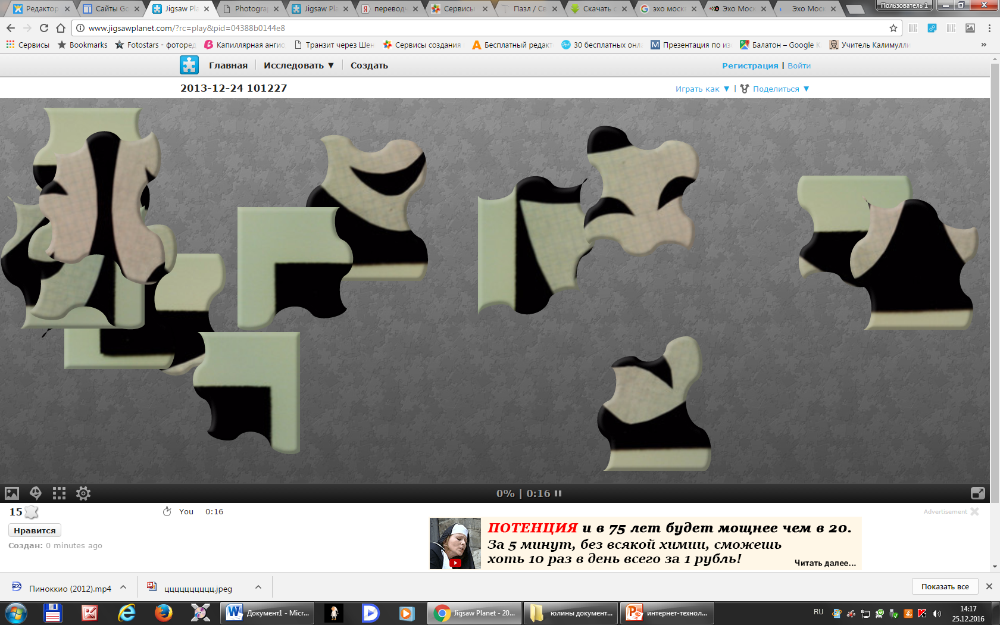 Редактор
Сайты Go
Jigsaw Pla
Photogra
Jigsaw Pla
переводч
Сервисы
Пазл / Св
Скачать с
эхо моск
Эхо Моск
Эхо Моск
Пользователь 1
www.jigsawplanet.com/?rc=play&pid=04388b0144e8
Сервисы
Bookmarks
Fotostars - фоторед
Капиллярная ангио
Транзит через Шен
Сервисы создания
Бесплатный редакт
30 бесплатных онла
Презентация по из
Балатон – Google К
Учитель Калимулли
»
Главная
Исследовать ▼
Создать
Регистрация | Войти
2013-12-24 101227
Играть как ▼ | Поделиться ▼
0% | 0:16
15
You 0:16
Advertisement
Нравится
Создан: 0 minutes ago
ПОТЕНЦИЯ и в 75 лет будет мощнее чем в 20.
За 5 минут, без всякой химии, сможешь
хоть 10 раз в день всего за 1 рубль!
Читать далее...
Пиноккио (2012).mp4
цццццццццц.jpeg
Показать все
Документ1 - Micr...
Jigsaw Planet - 20...
юлины документ...
интернет-технол...
RU
14:17
25.12.2016